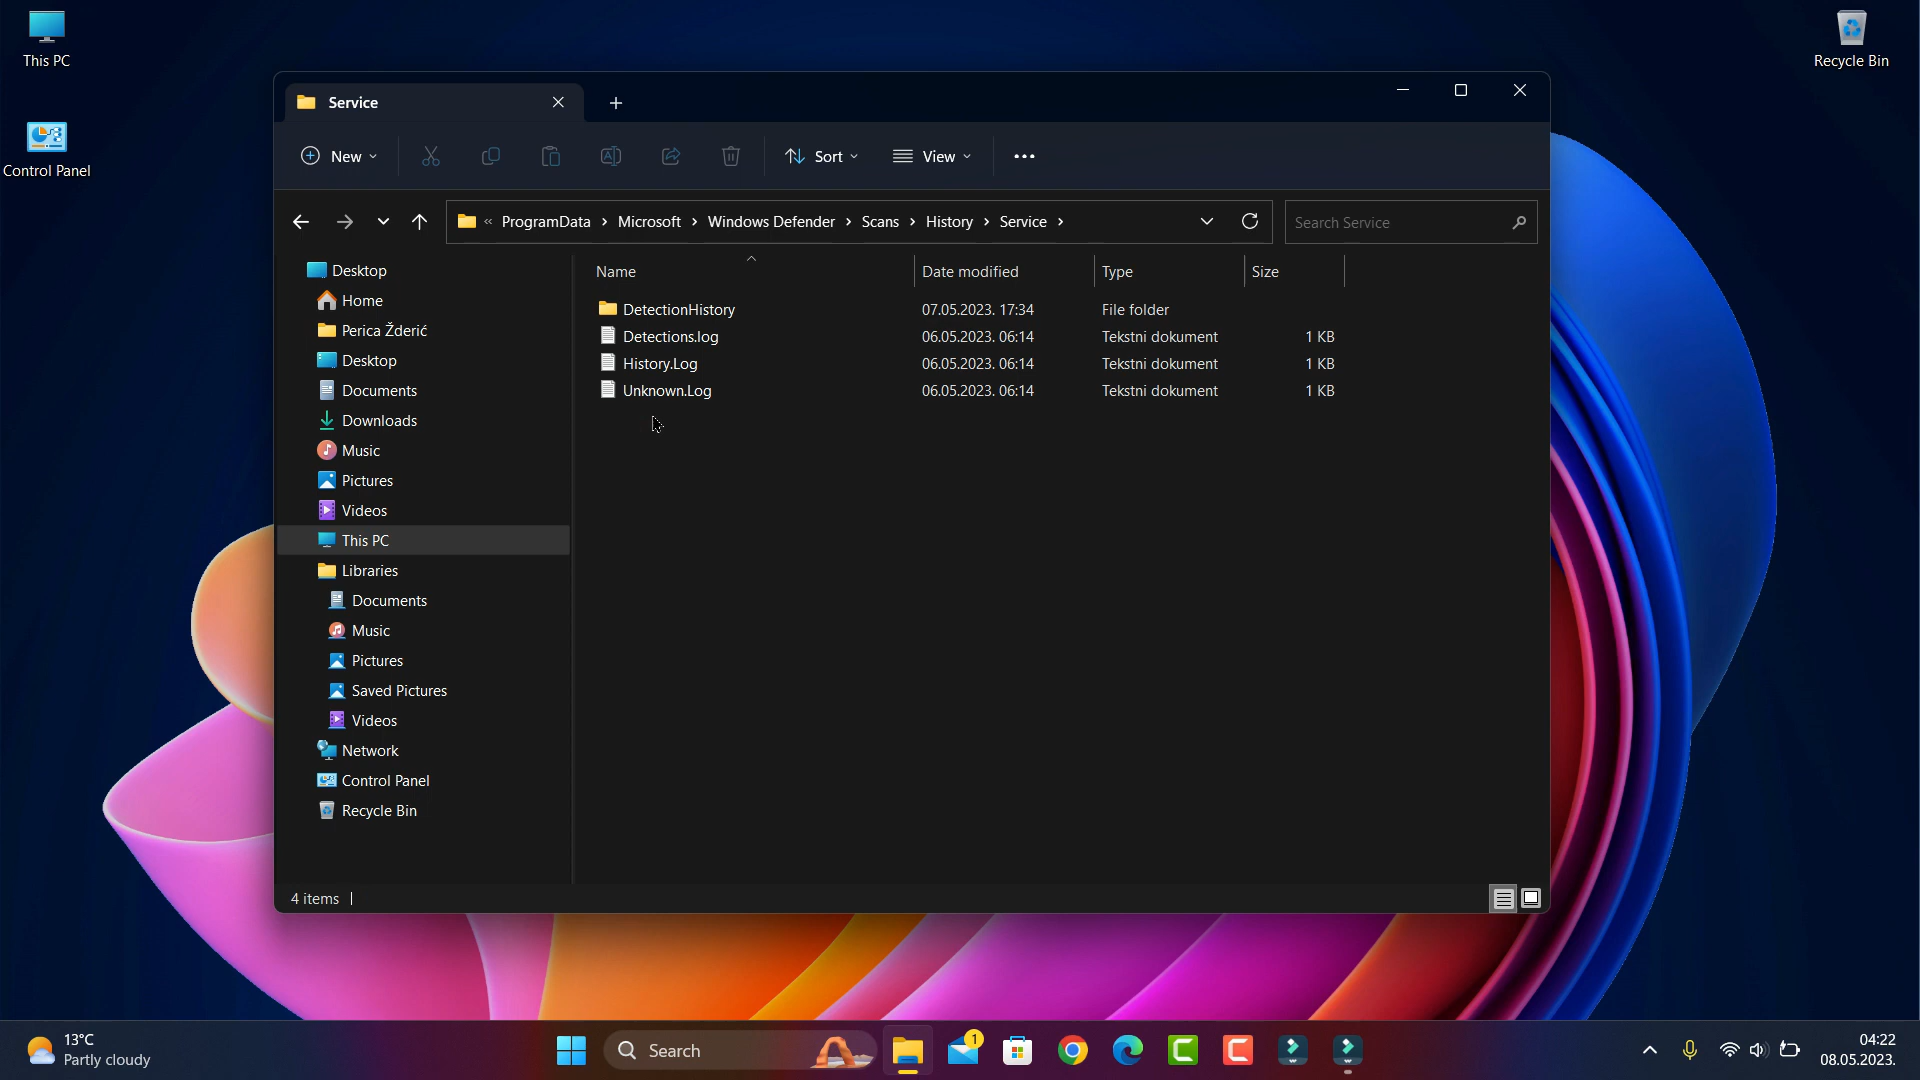 This PC
Recycle Bin
Control Panel
Service
New
Sort
View
« ProgramData > Microsoft > Windows Defender > Scans > History > Service >
Search Service
Desktop
Home
Perica Žderić
Desktop
Documents
Downloads
Music
Pictures
Videos
This PC
Libraries
Documents
Music
Pictures
Saved Pictures
Videos
Network
Control Panel
Recycle Bin
Name Date modified Type Size
DetectionHistory 07.05.2023. 17:34 File folder
Detections.log 06.05.2023. 06:14 Tekstni dokument 1 KB
History.Log 06.05.2023. 06:14 Tekstni dokument 1 KB
Unknown.Log 06.05.2023. 06:14 Tekstni dokument 1 KB
4 items
13°C
Partly cloudy
Search
1
04:22
08.05.2023.